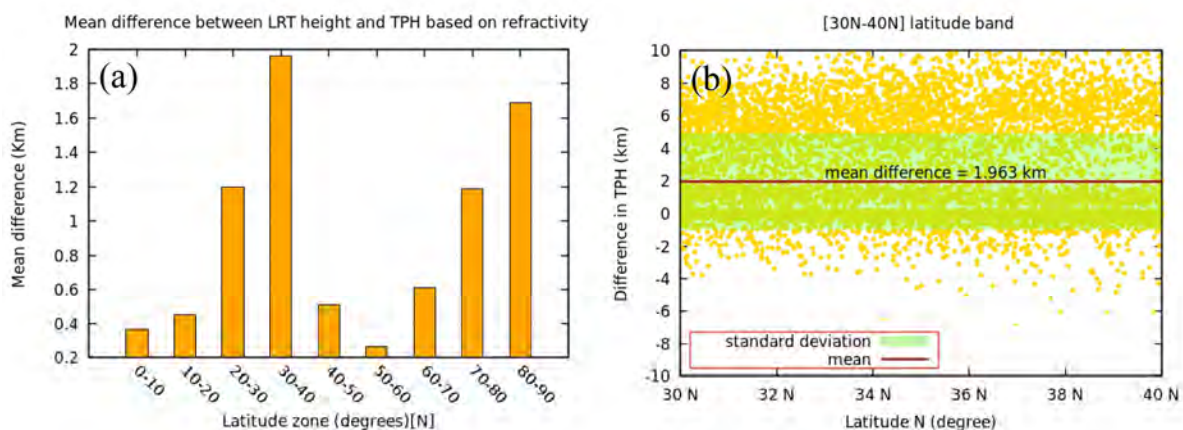 Mean difference between LRT height and TPH based on refractivity
(a)
Mean difference (Km)
2
1.8
1.6
1.4
1.2
1
0.8
0.6
0.4
0.2
0-10
10-20
20-30
30-40
40-50
50-60
60-70
70-80
80-90
Latitude zone (degrees)[N]
[30N-40N] latitude band
(b)
Difference in TPH (km)
10
8
6
4
2
0
-2
-4
-6
-8
-10
mean difference = 1.963 km
standard deviation
mean
30 N
32 N
34 N
36 N
38 N
40 N
Latitude N (degree)